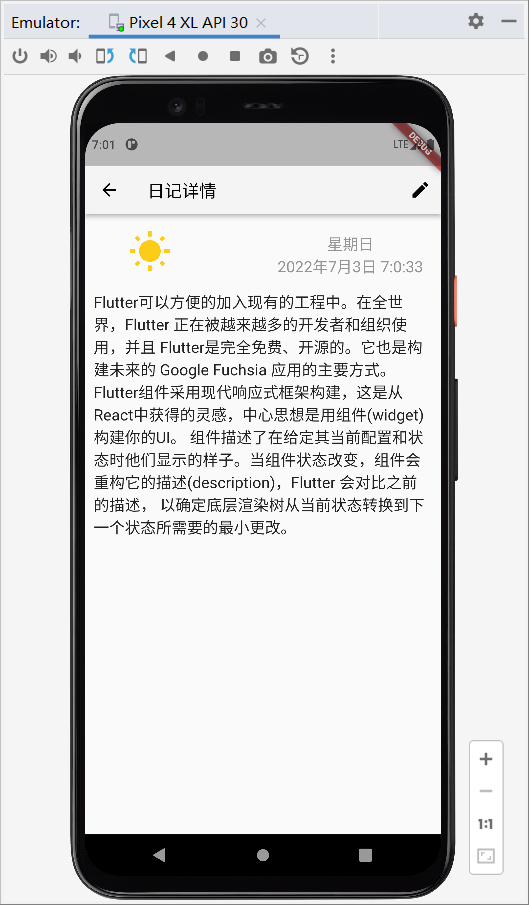 Emulator: Pixel 4 XL API 30
7:01 LTE
DEBUG
日记详情
星期日
2022年7月3日 7:0:33
Flutter可以方便的加入现有的工程中。在全世
界，Flutter 正在被越来越多的开发者和组织使
用，并且 Flutter是完全免费、开源的。它也是构
建未来的 Google Fuchsia 应用的主要方式。
Flutter组件采用现代响应式框架构建，这是从
React中获得的灵感，中心思想是用组件(widget)
构建你的UI。 组件描述了在给定其当前配置和状
态时他们显示的样子。当组件状态改变，组件会
重构它的描述(description)，Flutter 会对比之前
的描述， 以确定底层渲染树从当前状态转换到下
一个状态所需要的最小更改。
1:1